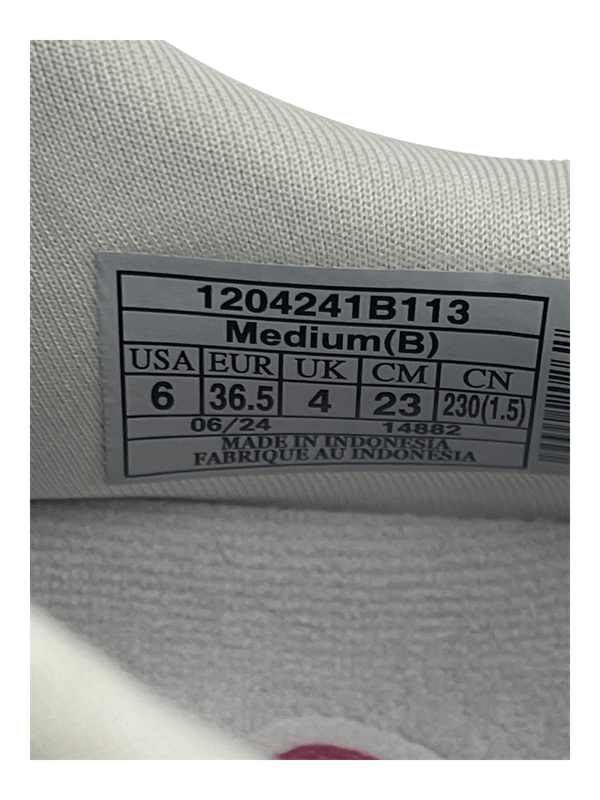 1204241B113
Medium(B)
USA EUR UK CM CN
6 36.5 4 23 230(1.5)
06/24 14882
MADE IN INDONESIA
FABRIQUE AU INDONESIA